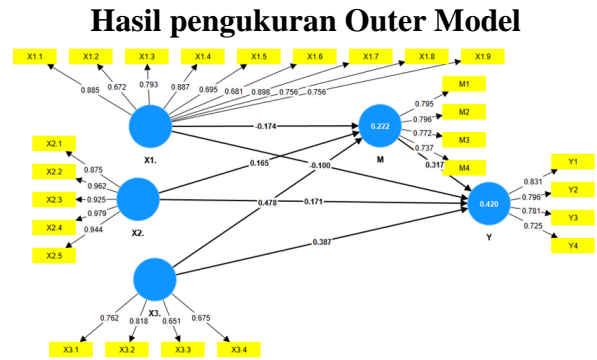 Hasil pengukuran Outer Model
X1.1 X1.2 X1.3 X1.4 X1.5 X1.6 X1.7 X1.8 X1.9
0.885 0.672 0.793 0.887 0.695 0.681 0.898 0.756 0.756
X1.
M1
M2
M3
M4
0.795
0.796
0.772
0.737
0.222
M
-0.174
0.165
-0.100
0.317
0.478
0.171
0.387
X2.1
X2.2
X2.3
X2.4
X2.5
0.875
0.962
0.925
0.979
0.944
X2.
Y1
Y2
Y3
Y4
0.831
0.796
0.781
0.725
0.420
Y
X3.
0.762 0.818 0.651 0.675
X3.1 X3.2 X3.3 X3.4